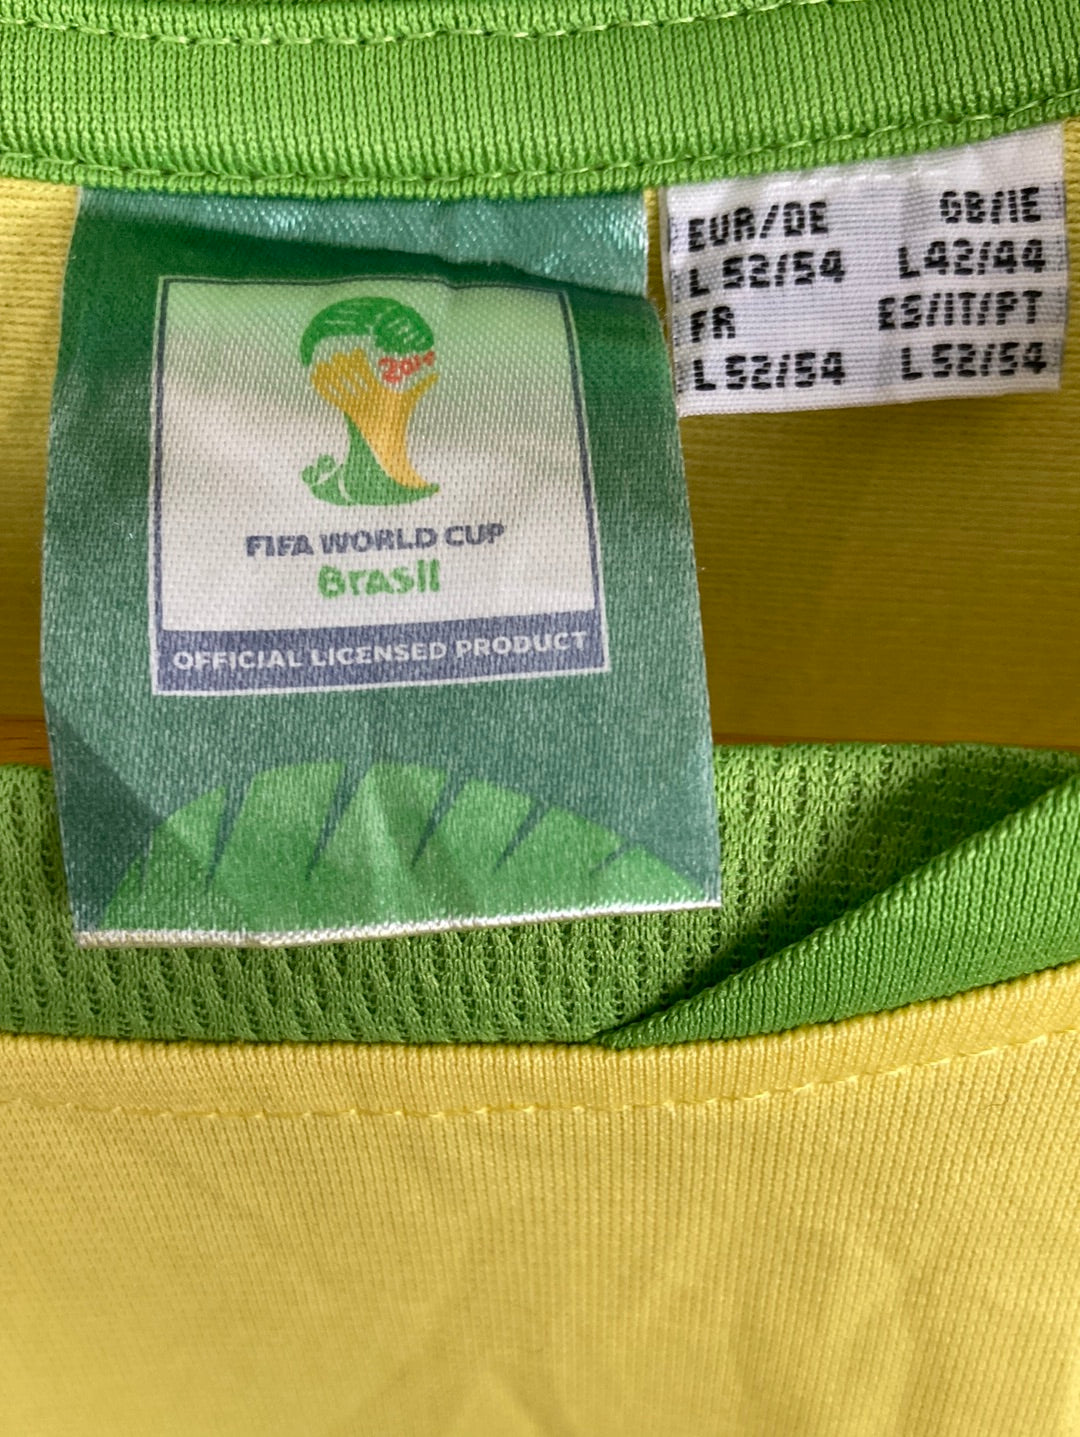 2014
FIFA WORLD CUP
Brasil
OFFICIAL LICENSED PRODUCT
EUR/DE GB/IE
L 52/54 L 42/44
FR ES/IT/PT
L 52/54 L 52/54